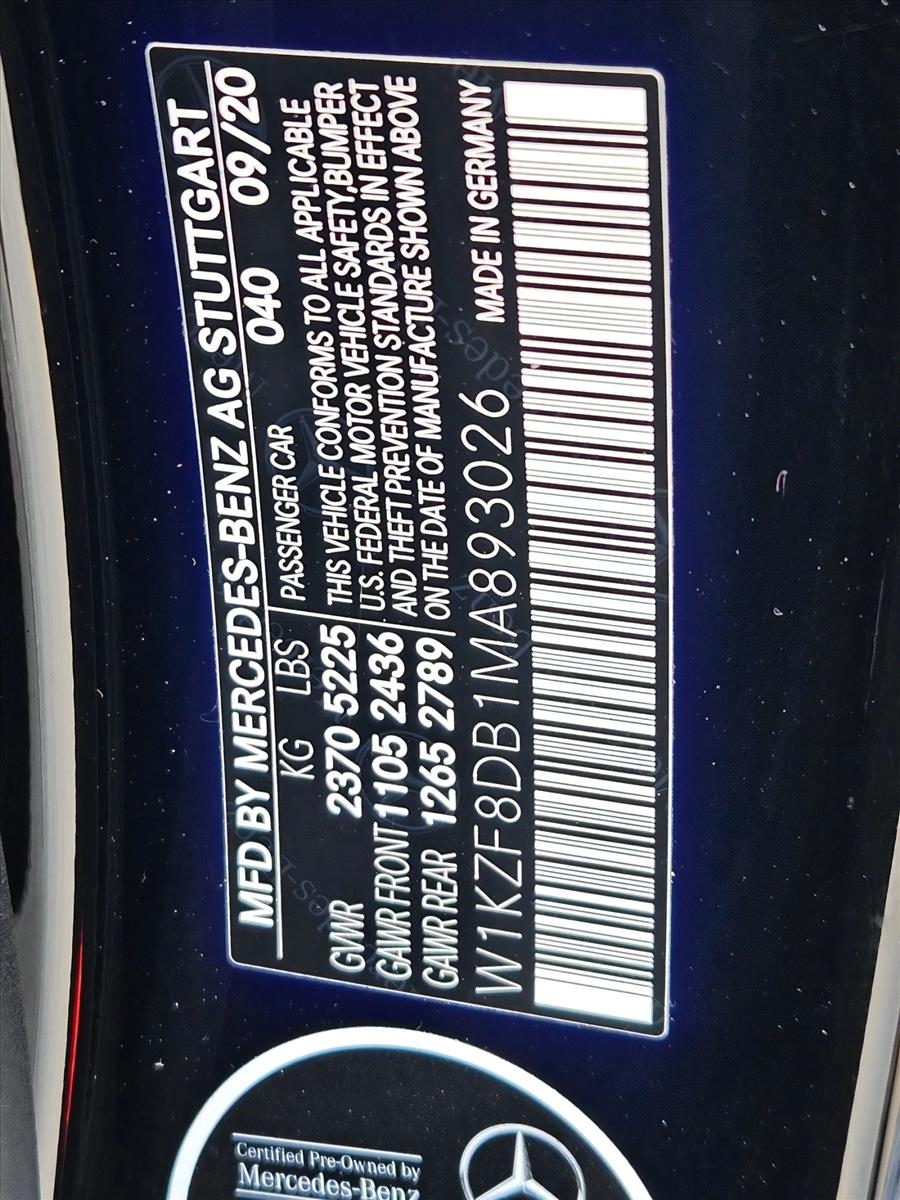 MFD BY MERCEDES-BENZ AG STUTTGART
040 09/20
KG LBS
GVWR 2370 5225
GAWR FRONT 1105 2436
GAWR REAR 1265 2789
PASSENGER CAR
THIS VEHICLE CONFORMS TO ALL APPLICABLE
U.S. FEDERAL MOTOR VEHICLE SAFETY,BUMPER
AND THEFT PREVENTION STANDARDS IN EFFECT
ON THE DATE OF MANUFACTURE SHOWN ABOVE
W1KZF8DB1MA893026 MADE IN GERMANY
Certified Pre-Owned by
Mercedes-Benz